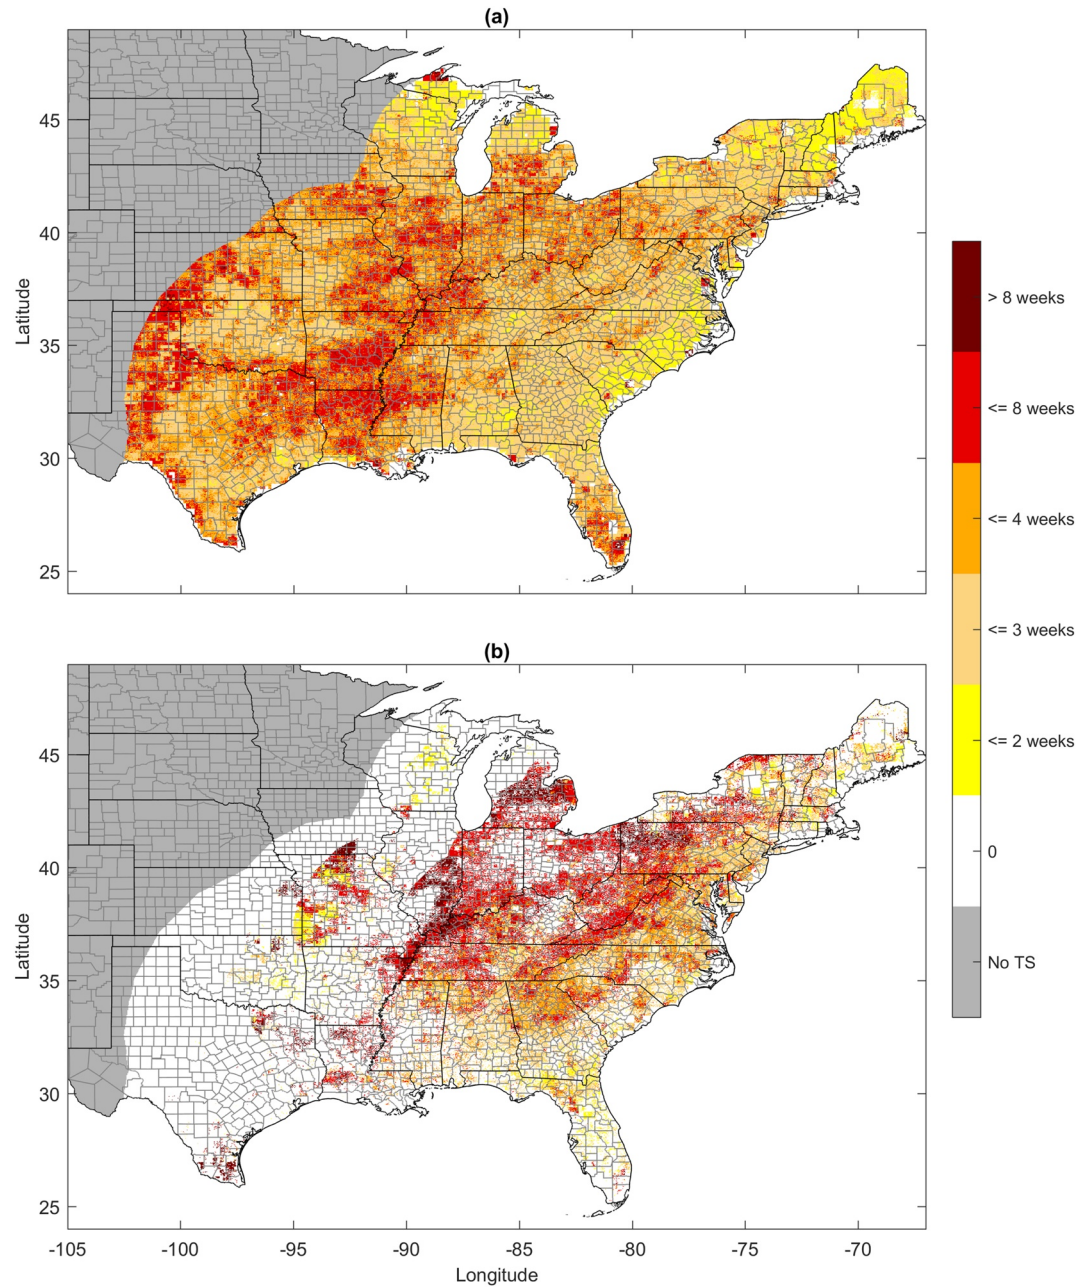 (a)
45
40
35
30
25
Latitude
> 8 weeks
<= 8 weeks
<= 4 weeks
<= 3 weeks
<= 2 weeks
0
No TS
(b)
45
40
35
30
25
Latitude
-105 -100 -95 -90 -85 -80 -75 -70
Longitude